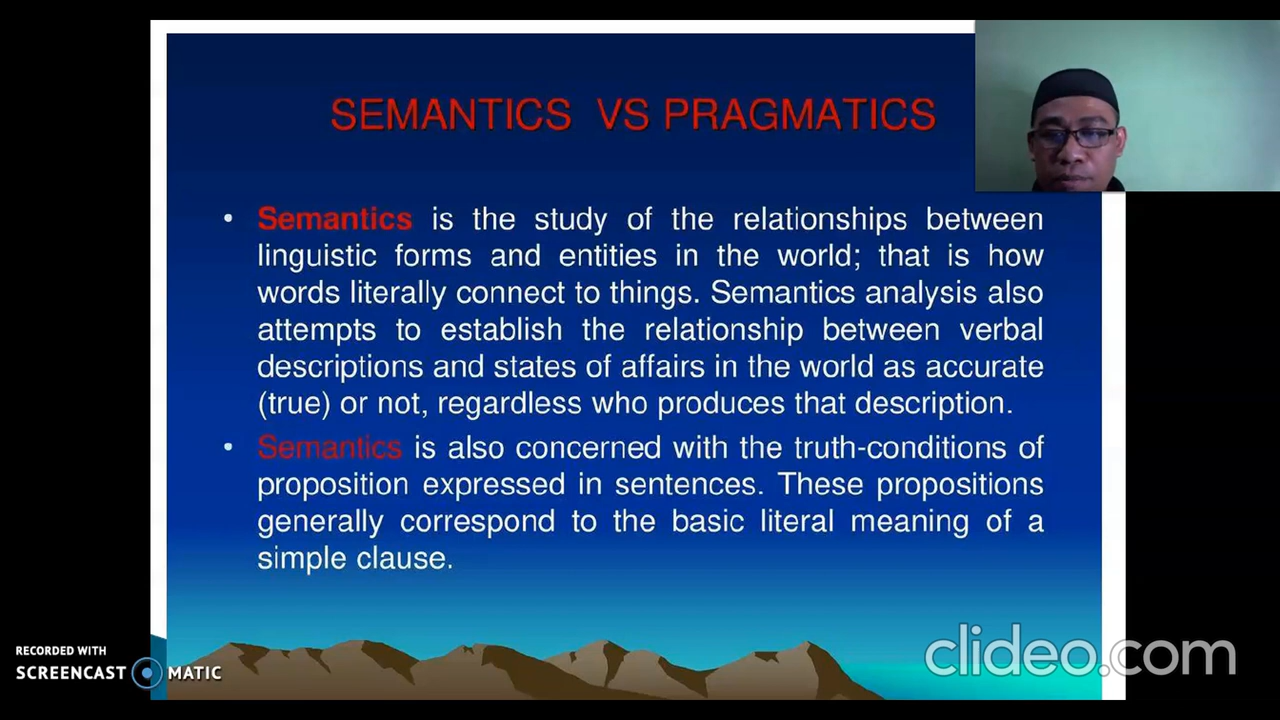 SEMANTICS VS PRAGMATICS
• Semantics is the study of the relationships between
linguistic forms and entities in the world; that is how
words literally connect to things. Semantics analysis also
attempts to establish the relationship between verbal
descriptions and states of affairs in the world as accurate
(true) or not, regardless who produces that description.
• Semantics is also concerned with the truth-conditions of
proposition expressed in sentences. These propositions
generally correspond to the basic literal meaning of a
simple clause.
RECORDED WITH
SCREENCAST MATIC
clideo.com